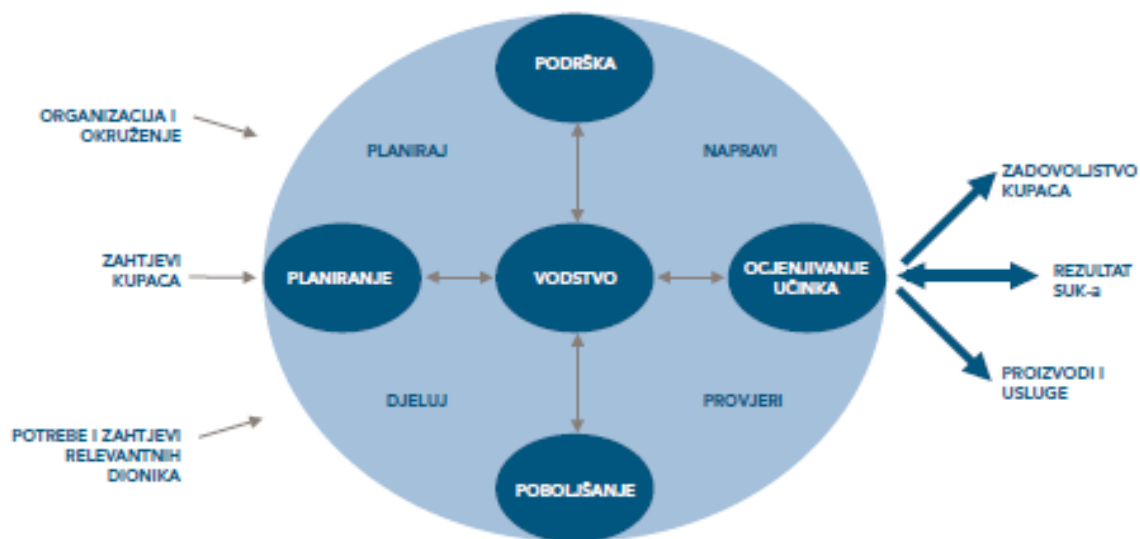 PODRŠKA
ORGANIZACIJA I
OKRUŽENJE
PLANIRAJ
NAPRAVI
ZADOVOLJSTVO
KUPACA
ZAHTJEVI
KUPACA
PLANIRANJE
VODSTVO
OCJENJIVANJE
UČINKA
REZULTAT
SUK-a
DJELUJ
PROVJERI
PROIZVODI I
USLUGE
POTREBE I ZAHTJEVI
RELEVANTNIH
DIONIKA
POBOLJŠANJE